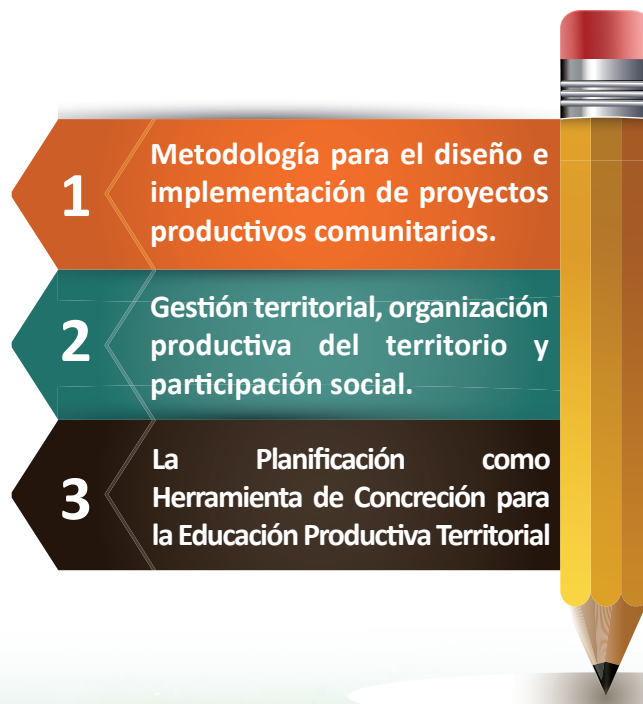 1
Metodología para el diseño e
implementación de proyectos
productivos comunitarios.
2
Gestión territorial, organización
productiva del territorio y
participación social.
3
La Planificación como
Herramienta de Concreción para
la Educación Productiva Territorial